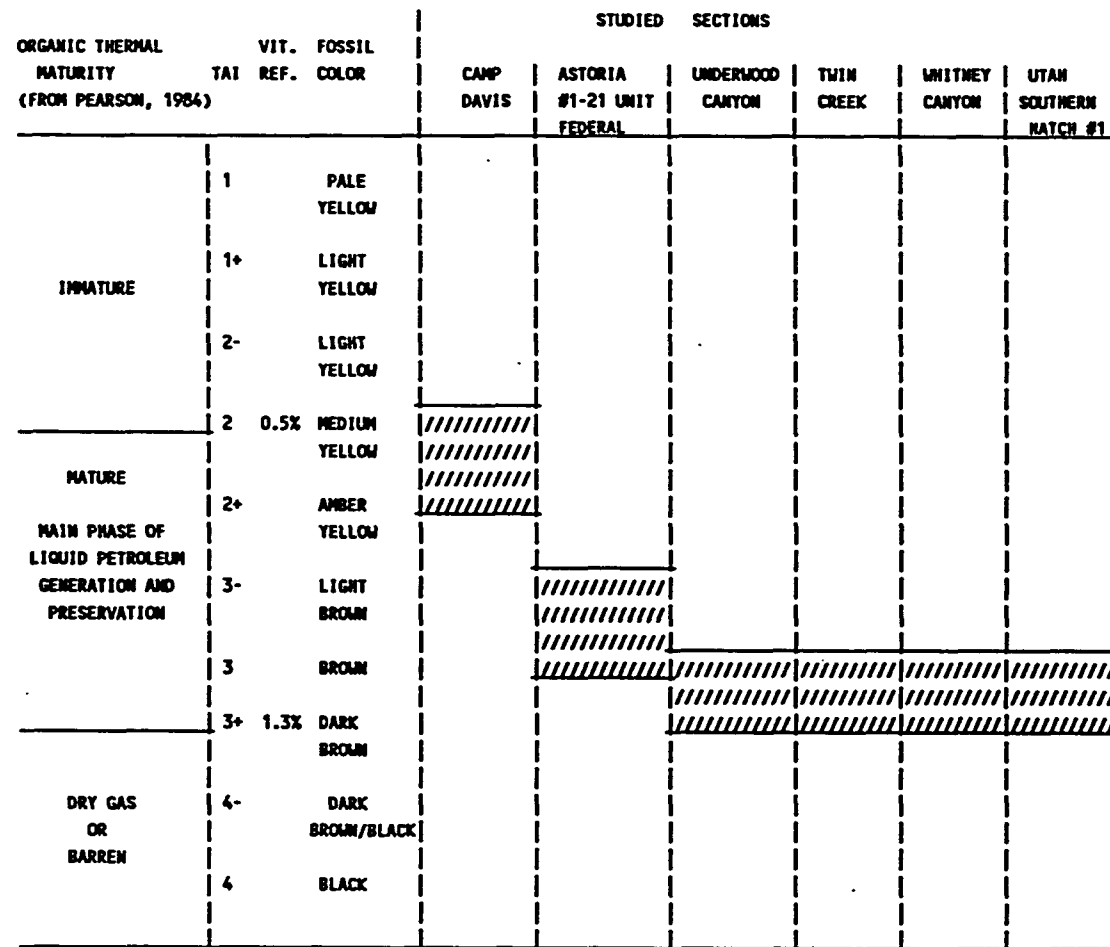 STUDIED SECTIONS
ORGANIC THERMAL VIT. FOSSIL
MATURITY TAI REF. COLOR CAMP ASTORIA UNDERWOOD TWIN WHITNEY UTAH
(FROM PEARSON, 1984) DAVIS #1-21 UNIT CANYON CREEK CANYON SOUTHERN
FEDERAL HATCH #1
1 PALE
YELLOW
1+ LIGHT
IMMATURE YELLOW
2- LIGHT
YELLOW
2 0.5% MEDIUM ///////////
YELLOW ///////////
MATURE ///////////
2+ AMBER ///////////
MAIN PHASE OF YELLOW
LIQUID PETROLEUM
GENERATION AND 3- LIGHT ////////////
PRESERVATION BROWN ////////////
////////////
3 BROWN //////////// ////////// ////////// ////////// //////////
////////// ////////// ////////// //////////
3+ 1.3% DARK ////////// ////////// ////////// //////////
BROWN
DRY GAS 4- DARK
OR BROWN/BLACK
BARREN
4 BLACK